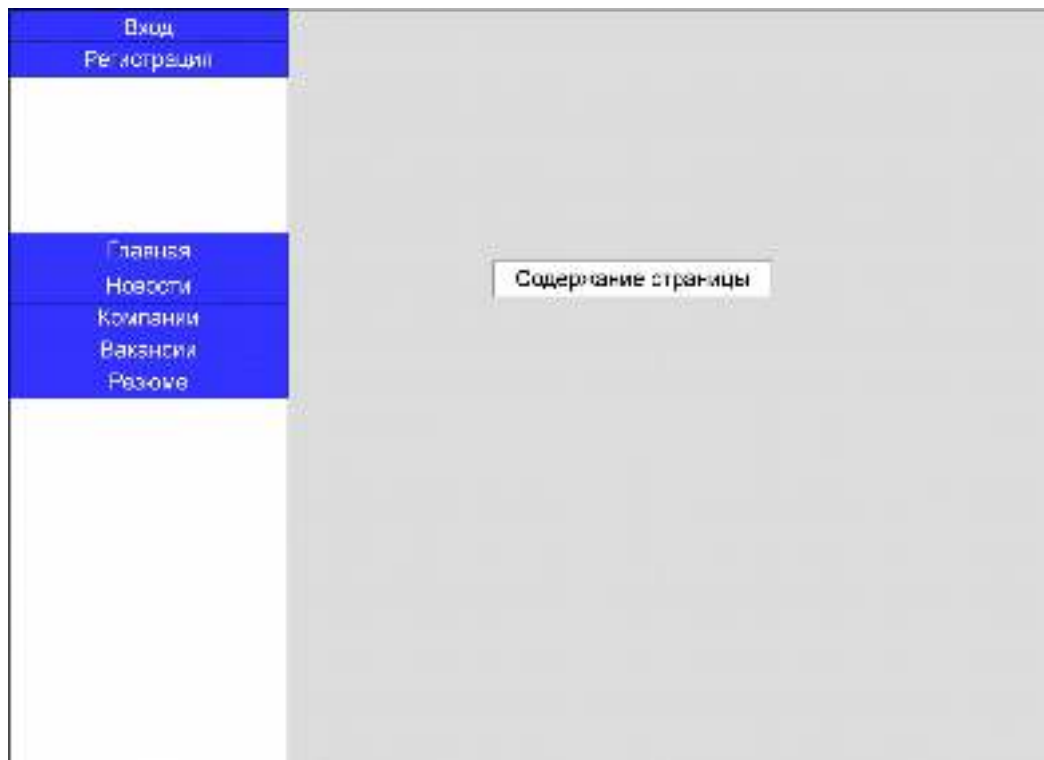 Вход
Регистрация
Главная
Новости
Компании
Вакансии
Резюме
Содержание страницы